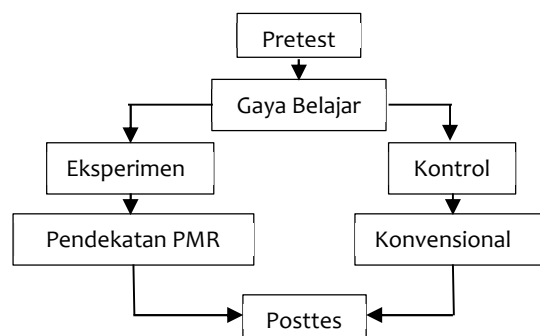 Pretest
Gaya Belajar
Eksperimen
Kontrol
Pendekatan PMR
Konvensional
Posttes